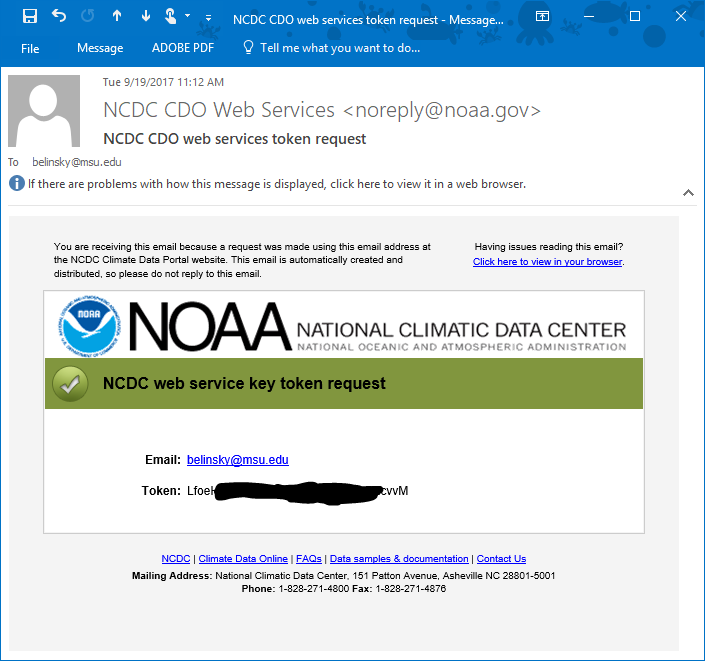 NCDC CDO web services token request - Message...
File Message ADOBE PDF Tell me what you want to do...
Tue 9/19/2017 11:12 AM
NCDC CDO Web Services <noreply@noaa.gov>
NCDC CDO web services token request
To belinsky@msu.edu
If there are problems with how this message is displayed, click here to view it in a web browser.
You are receiving this email because a request was made using this email address at
the NCDC Climate Data Portal website. This email is automatically created and
distributed, so please do not reply to this email.
Having issues reading this email?
Click here to view in your browser.
NOAA
NOAA NATIONAL CLIMATIC DATA CENTER
NATIONAL OCEANIC AND ATMOSPHERIC ADMINISTRATION
NCDC web service key token request
Email: belinsky@msu.edu
Token: Lfoe cvvM
NCDC | Climate Data Online | FAQs | Data samples & documentation | Contact Us
Mailing Address: National Climatic Data Center, 151 Patton Avenue, Asheville NC 28801-5001
Phone: 1-828-271-4800 Fax: 1-828-271-4876